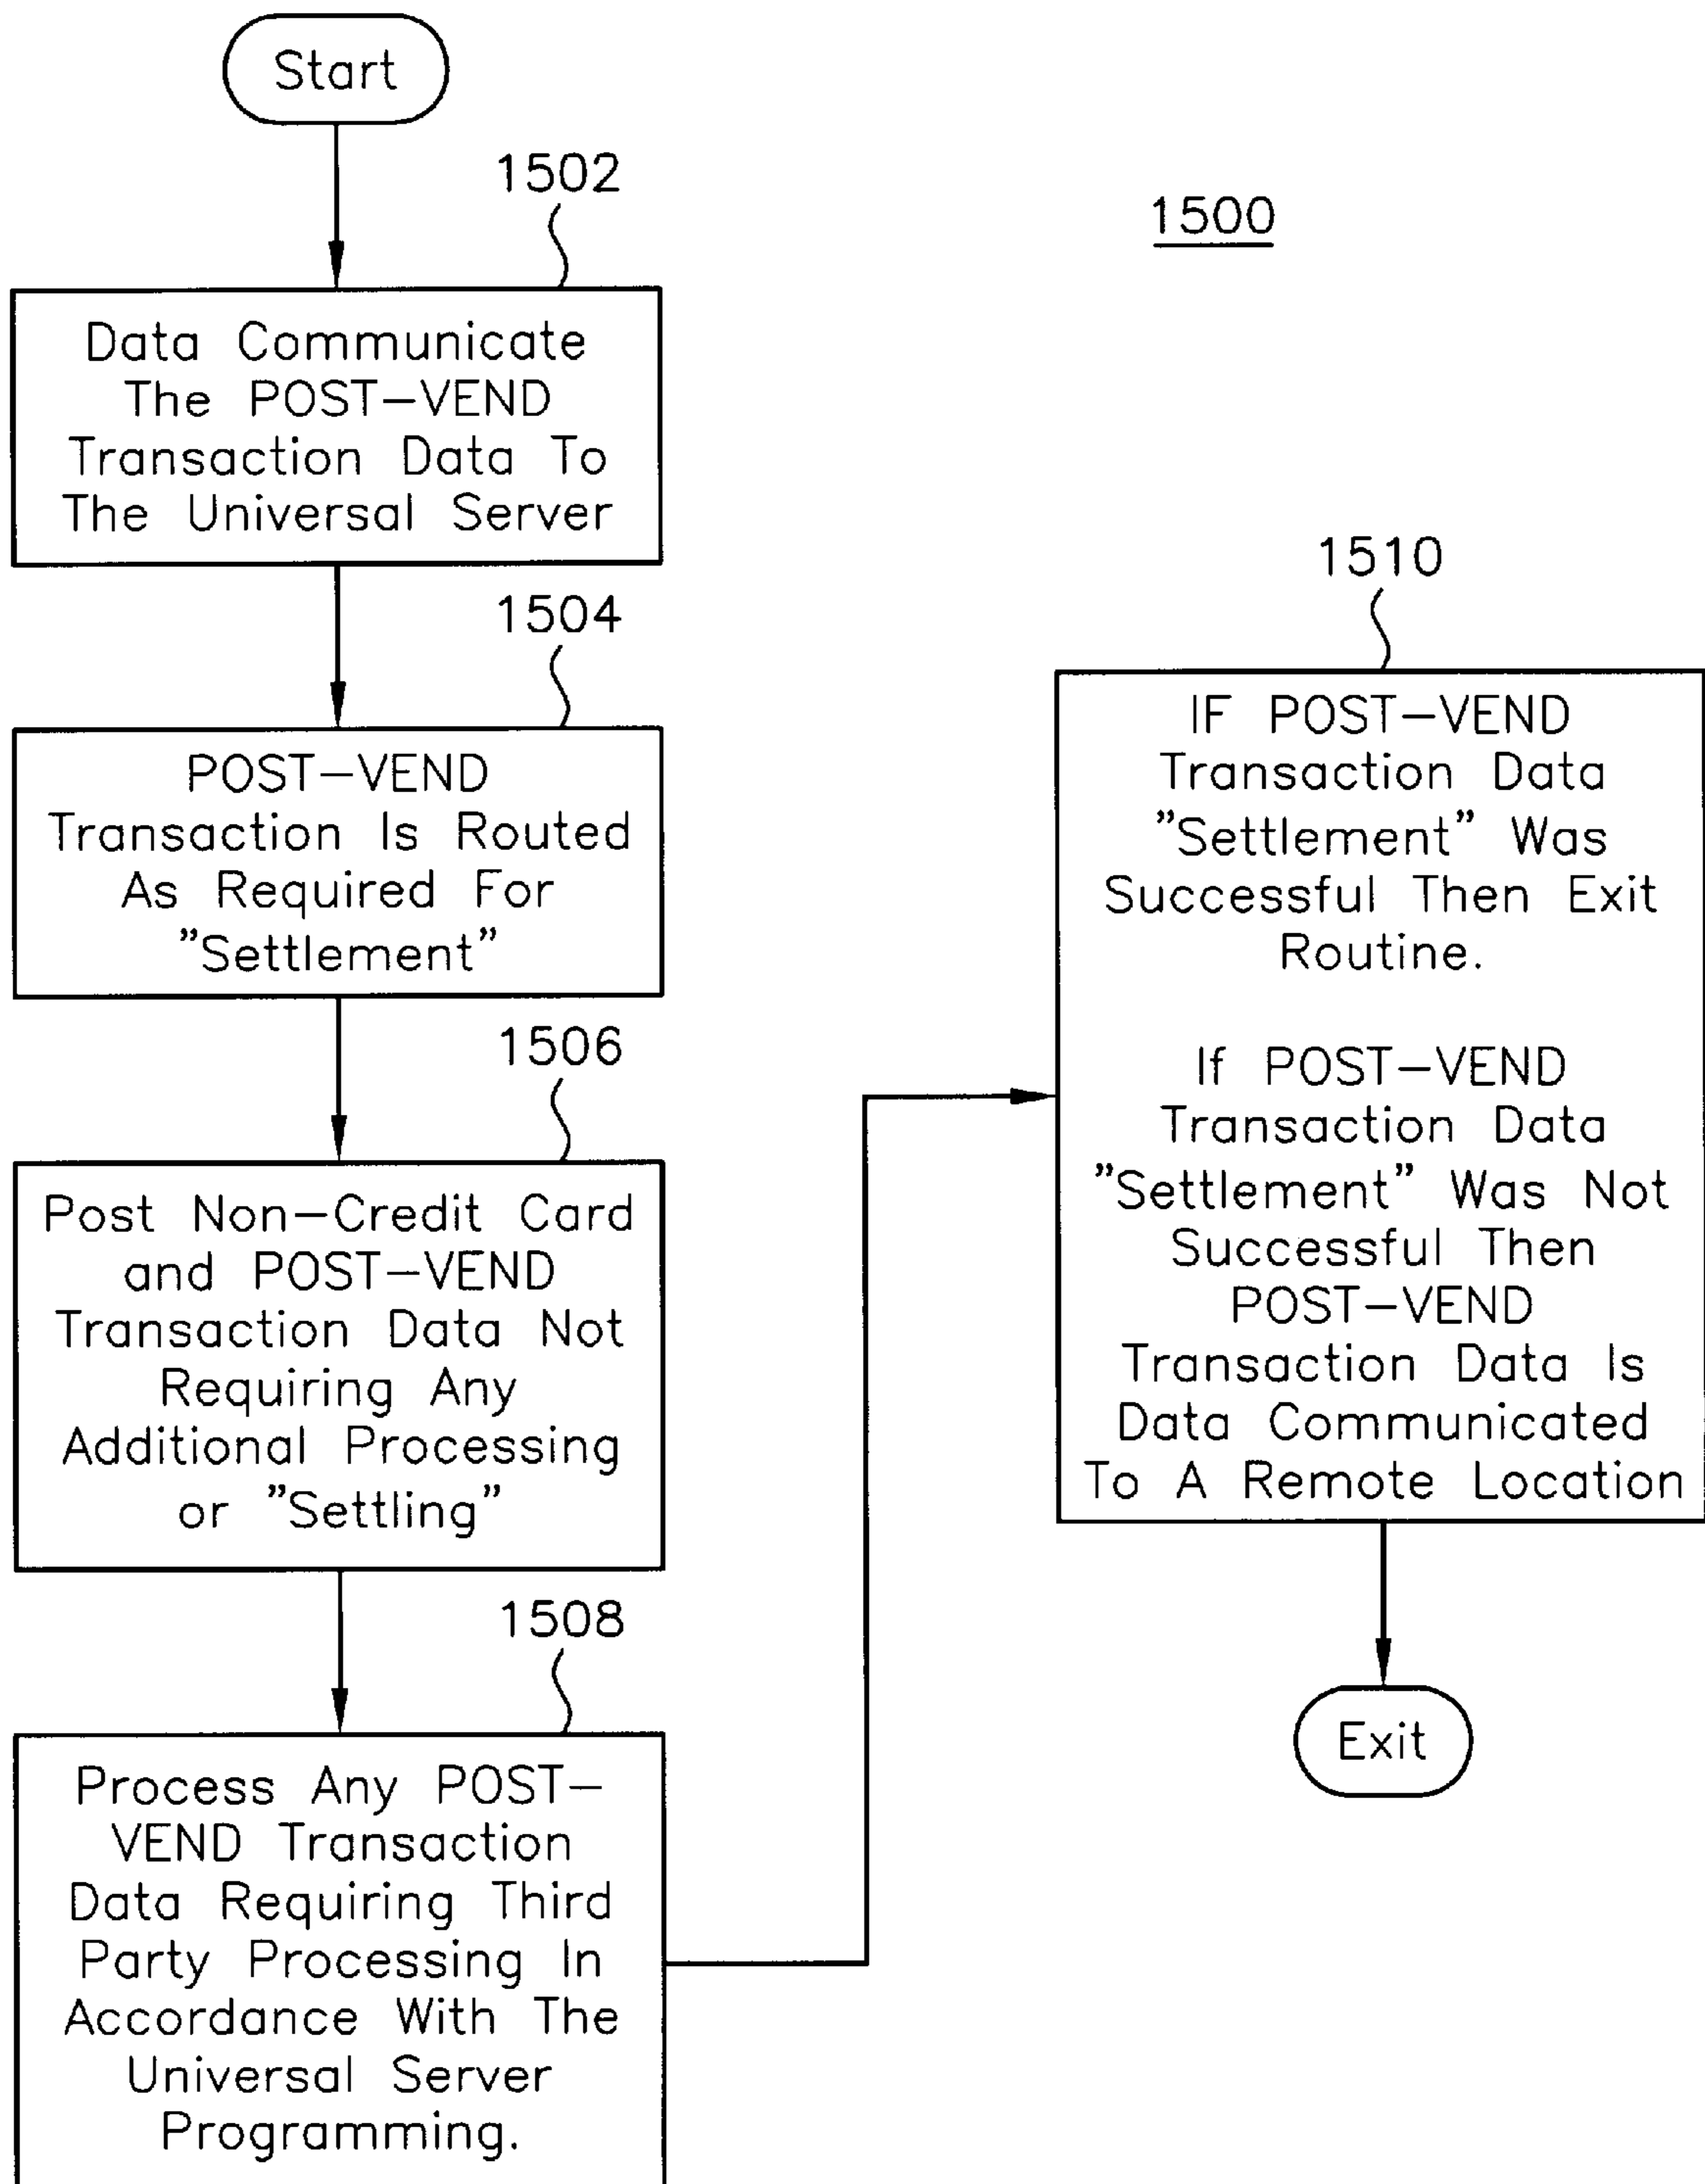 Start
1502
1500
Data Communicate
The POST–VEND
Transaction Data To
The Universal Server
1504
POST–VEND
Transaction Is Routed
As Required For
"Settlement"
1506
Post Non–Credit Card
and POST–VEND
Transaction Data Not
Requiring Any
Additional Processing
or "Settling"
1508
Process Any POST–
VEND Transaction
Data Requiring Third
Party Processing In
Accordance With The
Universal Server
Programming.
1510
IF POST–VEND
Transaction Data
"Settlement" Was
Successful Then Exit
Routine.
If POST–VEND
Transaction Data
"Settlement" Was Not
Successful Then
POST–VEND
Transaction Data Is
Data Communicated
To A Remote Location
Exit